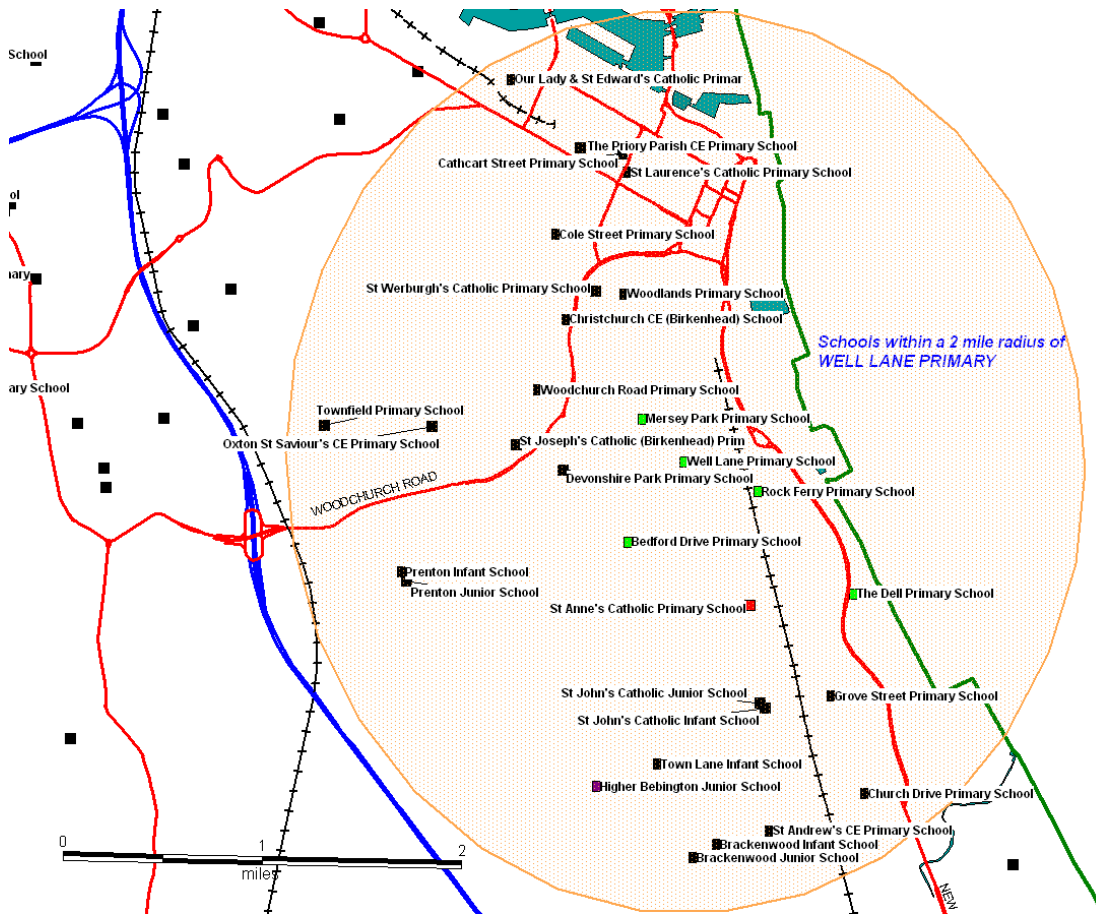 School
Our Lady & St Edward's Catholic Primar
The Priory Parish CE Primary School
Cathcart Street Primary School
St Laurence's Catholic Primary School
ol
Cole Street Primary School
ary
St Werburgh's Catholic Primary School
Woodlands Primary School
Christchurch CE (Birkenhead) School
Schools within a 2 mile radius of
WELL LANE PRIMARY
ary School
Woodchurch Road Primary School
Townfield Primary School
Mersey Park Primary School
Oxton St Saviour's CE Primary School
St Joseph's Catholic (Birkenhead) Prim
Well Lane Primary School
Devonshire Park Primary School
WOODCHURCH ROAD
Rock Ferry Primary School
Bedford Drive Primary School
Prenton Infant School
Prenton Junior School
The Dell Primary School
St Anne's Catholic Primary School
St John's Catholic Junior School
Grove Street Primary School
St John's Catholic Infant School
Town Lane Infant School
Higher Bebington Junior School
Church Drive Primary School
St Andrew's CE Primary School
Brackenwood Infant School
Brackenwood Junior School
0 1 2
miles
NEW